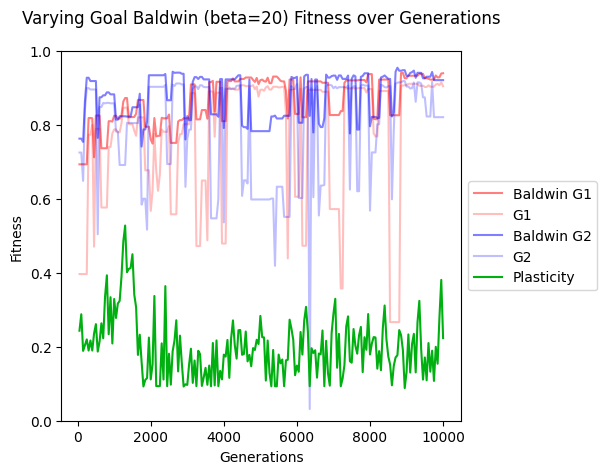 Varying Goal Baldwin (beta=20) Fitness over Generations
1.0
0.8
0.6
0.4
0.2
0.0
Fitness
0
2000
4000
6000
8000
10000
Generations
Baldwin G1
G1
Baldwin G2
G2
Plasticity